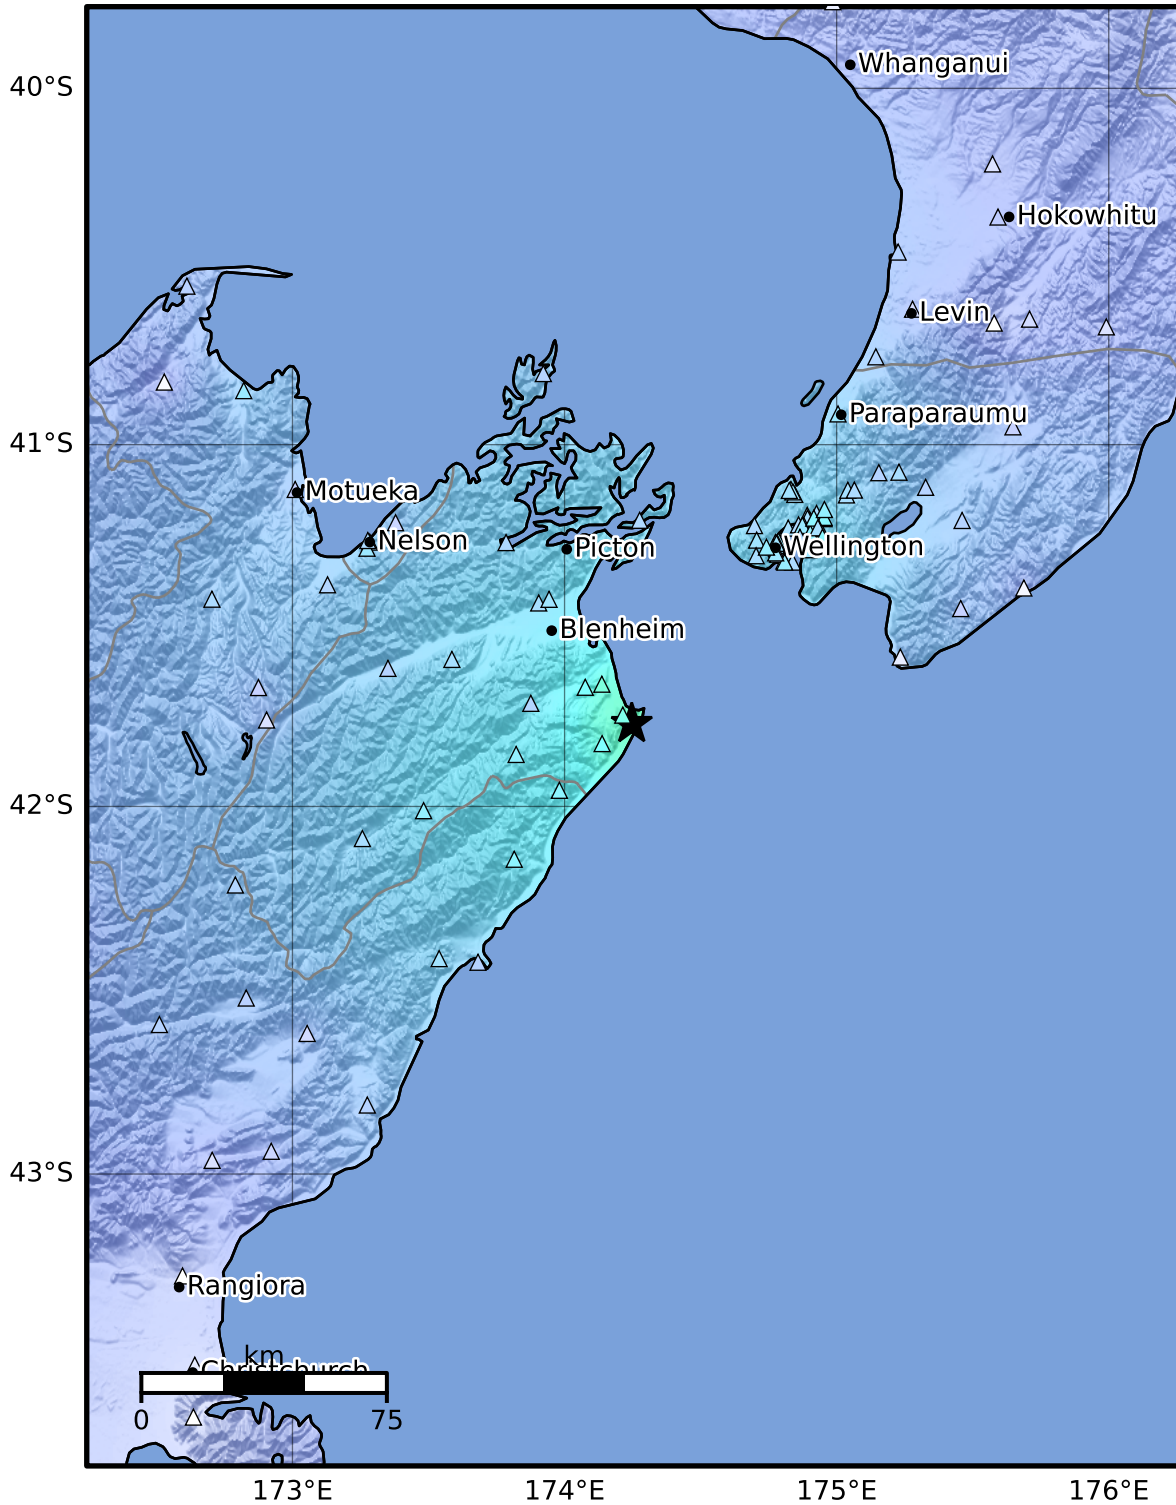 Whanganui
40°S
Hokowhitu
Levin
Paraparaumu
41°S
Motueka
Nelson
Picton
Wellington
Blenheim
42°S
43°S
Rangiora
km
Christchurch
0 75
173°E 174°E 175°E 176°E